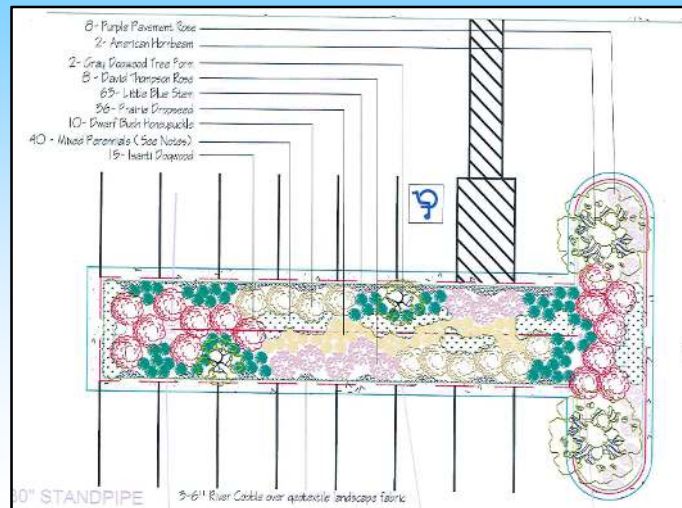 8- Purple Pavement Rose
2- American Hornbeam
2- Gray Dogwood Tree Form
8- David Thompson Rose
63- Little Blue Stem
36- Prairie Dropseed
10- Dwarf Bush Honeysuckle
40 - Mixed Perennials (See Notes)
15- Isanti Dogwood
30" STANDPIPE
3-6" River Cobble over geotextile landscape fabric